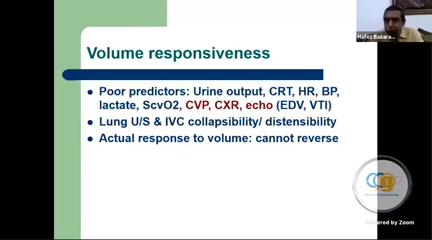 Hafez Bazara
Volume responsiveness
Poor predictors: Urine output, CRT, HR, BP,
lactate, ScvO2, CVP, CXR, echo (EDV, VTI)
Lung U/S & IVC collapsibility/ distensibility
Actual response to volume: cannot reverse
Powered by Zoom